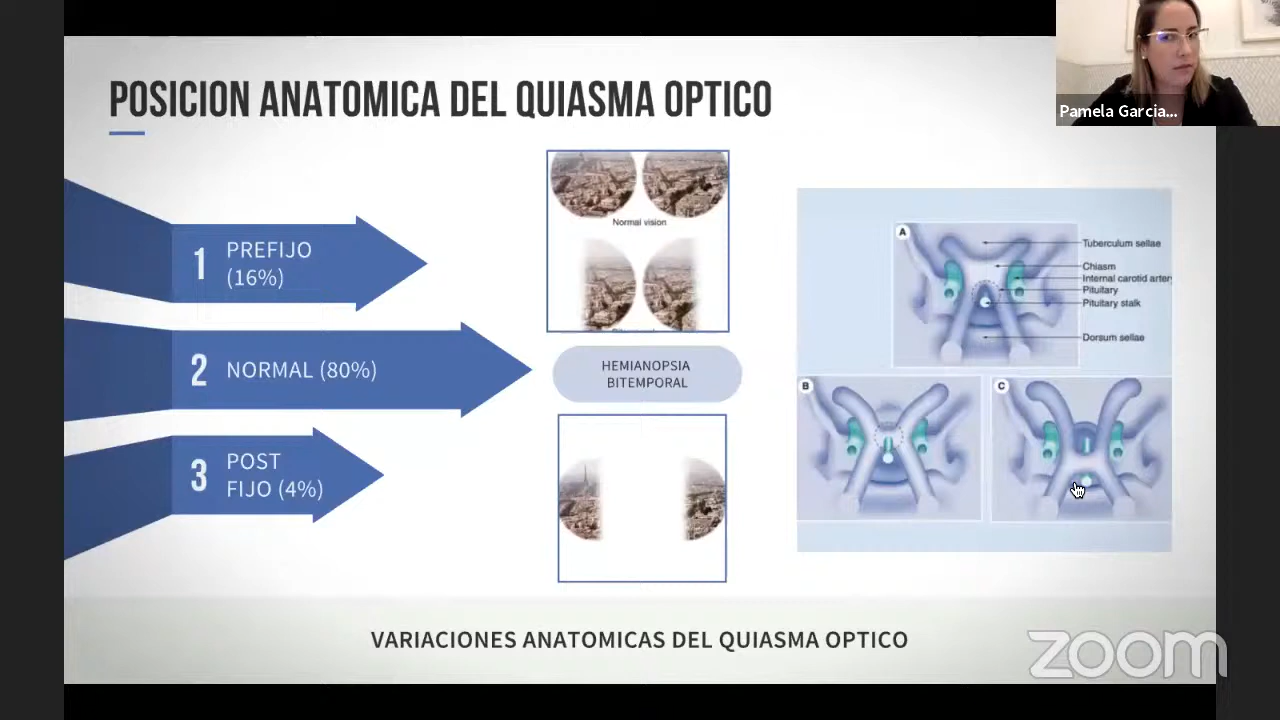 POSICION ANATOMICA DEL QUIASMA OPTICO
Pamela Garcia...
1
PREFIJO
(16%)
2
NORMAL (80%)
3
POST
FIJO (4%)
Normal vision
HEMIANOPSIA
BITEMPORAL
A
Tuberculum sellae
Chiasm
Internal carotid artery
Pituitary
Pituitary stalk
Dorsum sellae
B
C
VARIACIONES ANATOMICAS DEL QUIASMA OPTICO
zoom